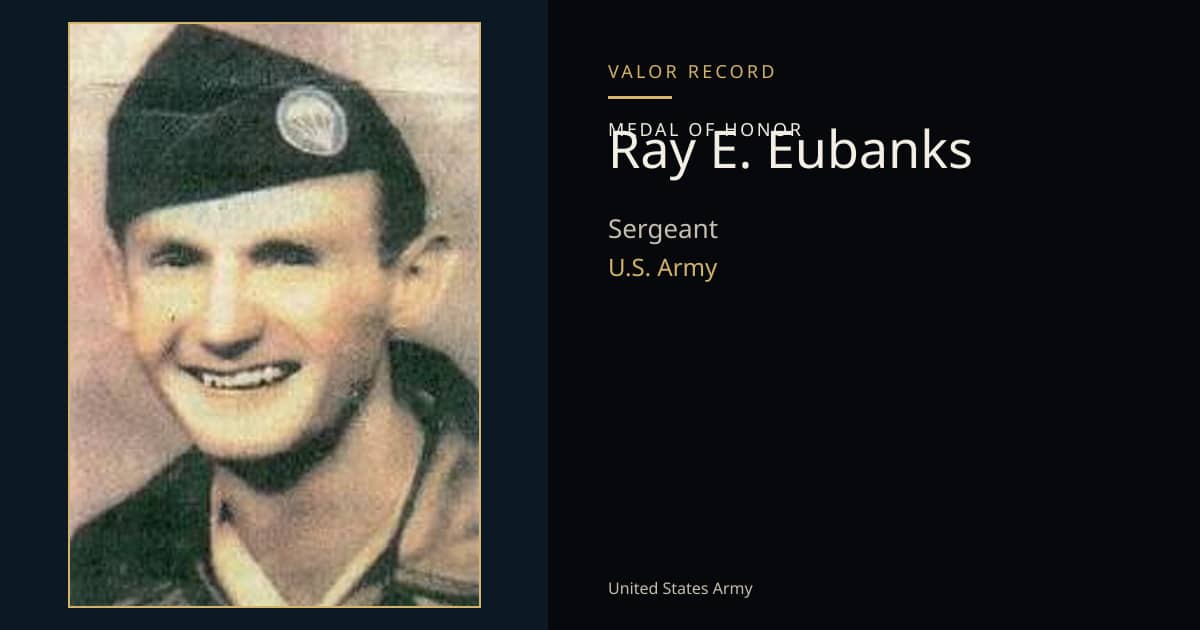 VALOR RECORD
MEDAL OF HONOR
Ray E. Eubanks
Sergeant
U.S. Army
United States Army